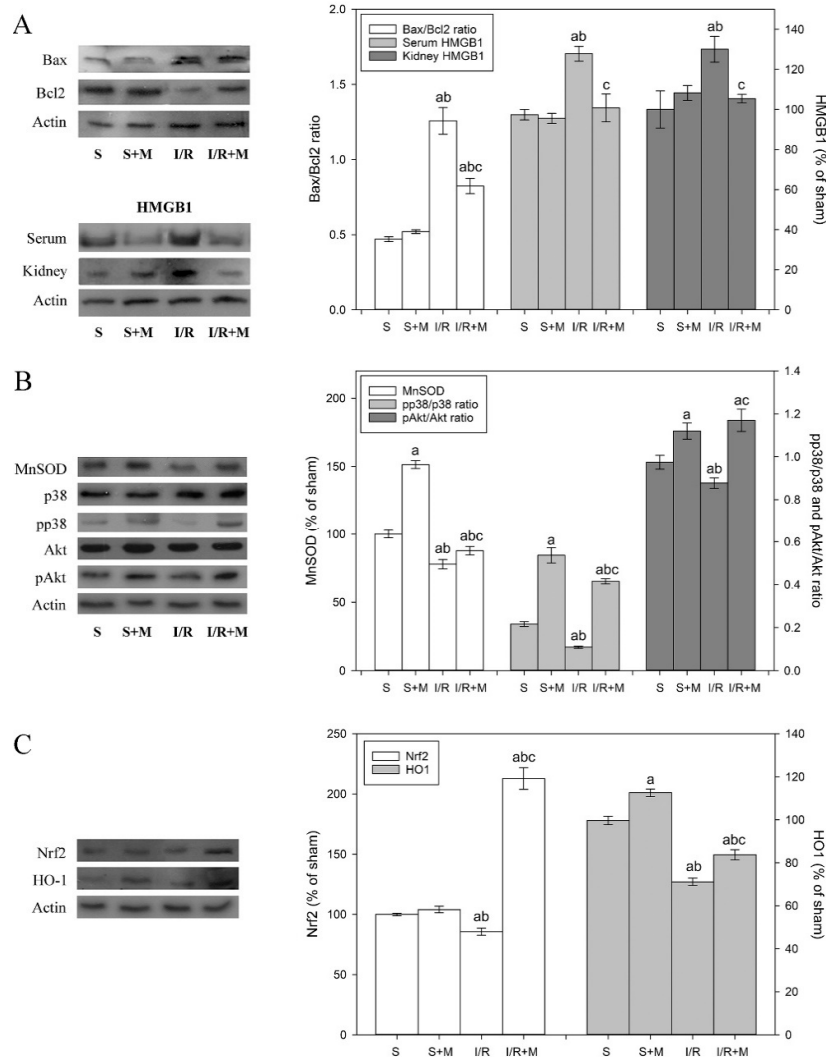 A
Bax
Bcl2
Actin
S S+M I/R I/R+M
HMGB1
Serum
Kidney
Actin
S S+M I/R I/R+M
Bax/Bcl2 ratio
Serum HMGB1
Kidney HMGB1
Bax/Bcl2 ratio
2.0
1.5
1.2
1.0
0.5
0.0
ab
abc
ab
c
ab
c
140
120
100
80
60
40
20
0
HMGB1 (% of sham)
S S+M I/R I/R+M S S+M I/R I/R+M S S+M I/R I/R+M
B
MnSOD
p38
pp38
Akt
pAkt
Actin
S S+M I/R I/R+M
MnSOD
pp38/p38 ratio
pAkt/Akt ratio
MnSOD (% of sham)
200
150
100
50
0
a
ab
abc
a
ab
abc
a
ab
ac
1.4
1.2
1.0
0.8
0.6
0.4
0.2
0.0
pp38/p38 and pAkt/Akt ratio
S S+M I/R I/R+M S S+M I/R I/R+M S S+M I/R I/R+M
C
Nrf2
HO-1
Actin
Nrf2
HO1
Nrf2 (% of sham)
250
200
150
100
50
0
ab
abc
a
ab
abc
140
120
100
80
60
40
20
0
HO1 (% of sham)
S S+M I/R I/R+M S S+M I/R I/R+M